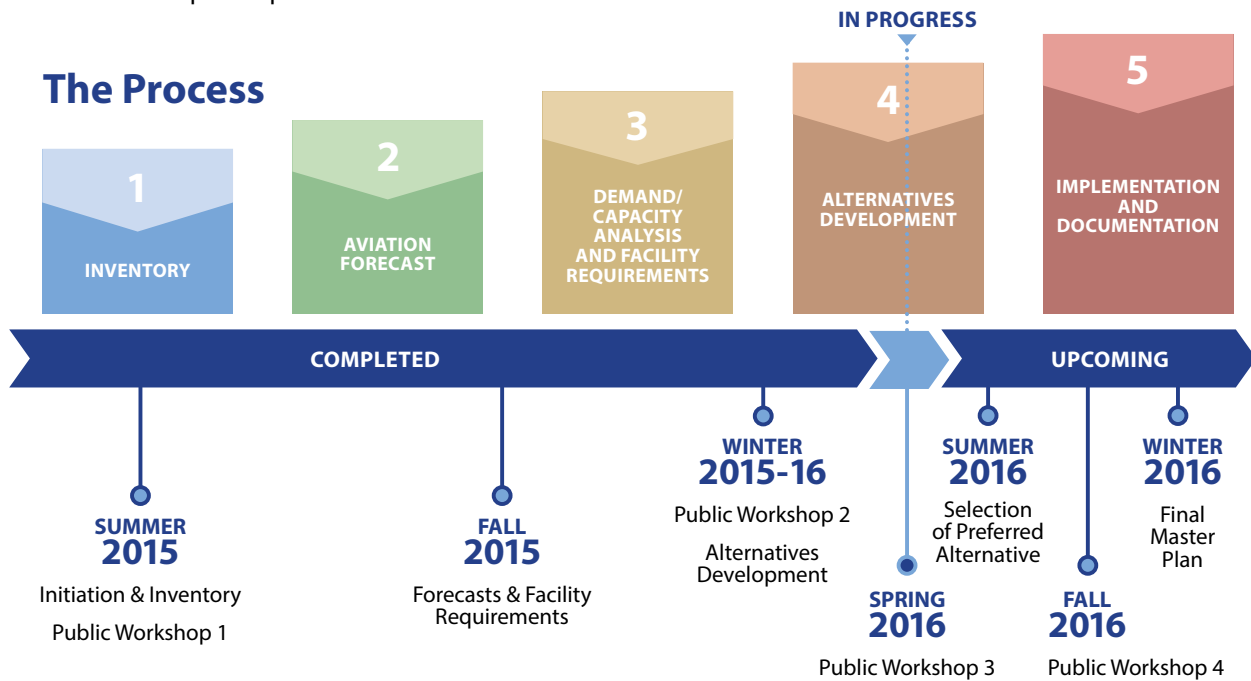 IN PROGRESS
The Process
1
INVENTORY
2
AVIATION
FORECAST
3
DEMAND/
CAPACITY
ANALYSIS
AND FACILITY
REQUIREMENTS
4
ALTERNATIVES
DEVELOPMENT
5
IMPLEMENTATION
AND
DOCUMENTATION
COMPLETED
UPCOMING
SUMMER
2015
Initiation & Inventory
Public Workshop 1
FALL
2015
Forecasts & Facility
Requirements
WINTER
2015-16
Public Workshop 2
Alternatives
Development
SPRING
2016
Public Workshop 3
SUMMER
2016
Selection
of Preferred
Alternative
FALL
2016
Public Workshop 4
WINTER
2016
Final
Master
Plan